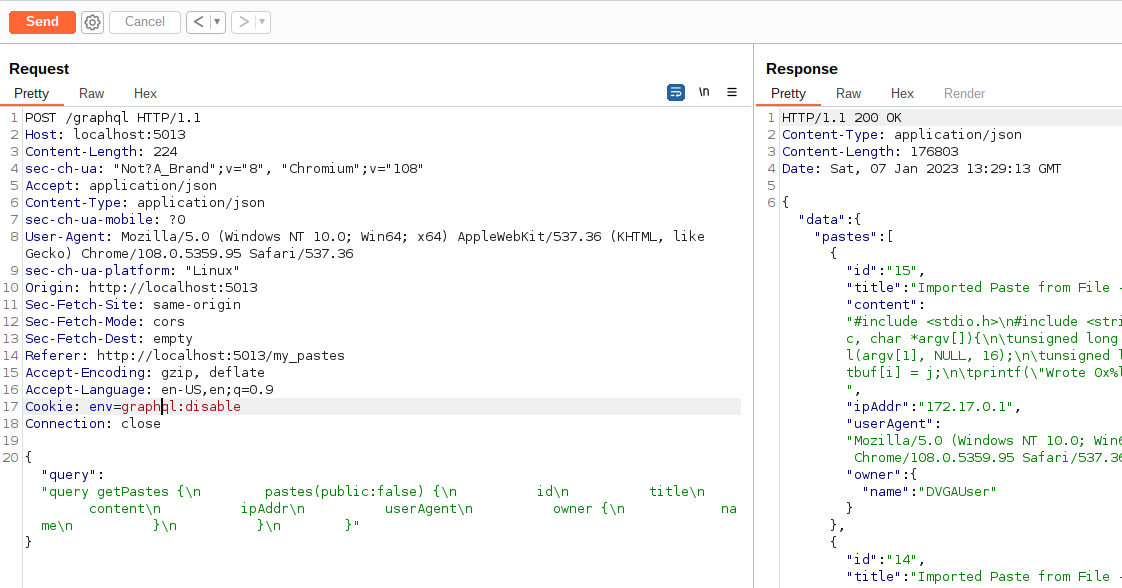 Send
Cancel
<
>
Request
Pretty Raw Hex
\n
1 POST /graphql HTTP/1.1
2 Host: localhost:5013
3 Content-Length: 224
4 sec-ch-ua: "Not?A_Brand";v="8", "Chromium";v="108"
5 Accept: application/json
6 Content-Type: application/json
7 sec-ch-ua-mobile: ?0
8 User-Agent: Mozilla/5.0 (Windows NT 10.0; Win64; x64) AppleWebKit/537.36 (KHTML, like
Gecko) Chrome/108.0.5359.95 Safari/537.36
9 sec-ch-ua-platform: "Linux"
10 Origin: http://localhost:5013
11 Sec-Fetch-Site: same-origin
12 Sec-Fetch-Mode: cors
13 Sec-Fetch-Dest: empty
14 Referer: http://localhost:5013/my_pastes
15 Accept-Encoding: gzip, deflate
16 Accept-Language: en-US,en;q=0.9
17 Cookie: env=graphql:disable
18 Connection: close
19
20 {
"query":
"query getPastes {\n        pastes(public:false) {\n          id\n          title\n
content\n          ipAddr\n          userAgent\n          owner {\n            na
me\n          }\n          }\n        }"
}
Response
Pretty Raw Hex Render
1 HTTP/1.1 200 OK
2 Content-Type: application/json
3 Content-Length: 176803
4 Date: Sat, 07 Jan 2023 13:29:13 GMT
5
6 {
"data":{
"pastes":[
{
"id":"15",
"title":"Imported Paste from File -
"content":
"#include <stdio.h>\n#include <stri
c, char *argv[]){\n\tunsigned long
l(argv[1], NULL, 16);\n\tunsigned l
tbuf[i] = j;\n\tprintf(\"Wrote 0x%l
",
"ipAddr":"172.17.0.1",
"userAgent":
"Mozilla/5.0 (Windows NT 10.0; Win6
Chrome/108.0.5359.95 Safari/537.36
"owner":{
"name":"DVGAUser"
}
},
{
"id":"14",
"title":"Imported Paste from File -